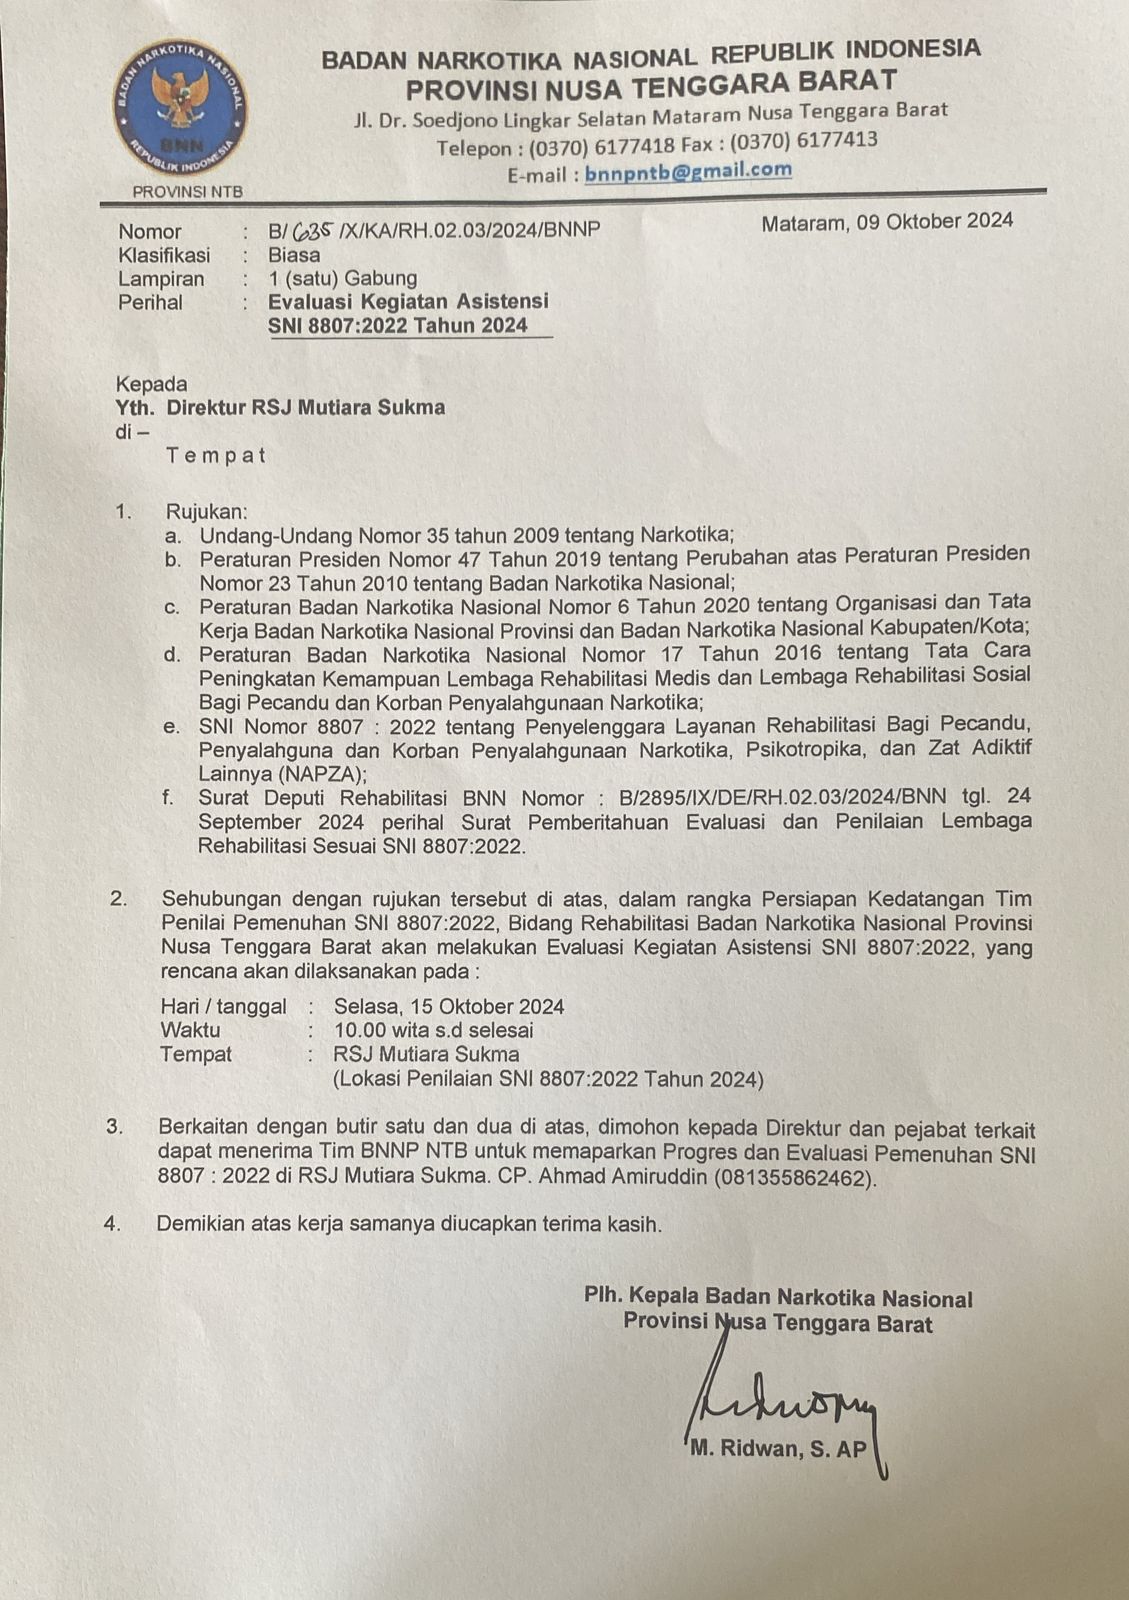 BADAN NARKOTIKA NASIONAL
REPUBLIK INDONESIA
BNN
PROVINSI NTB
BADAN NARKOTIKA NASIONAL REPUBLIK INDONESIA
PROVINSI NUSA TENGGARA BARAT
Jl. Dr. Soedjono Lingkar Selatan Mataram Nusa Tenggara Barat
Telepon : (0370) 6177418 Fax : (0370) 6177413
E-mail : bnnpntb@gmail.com
Mataram, 09 Oktober 2024
Nomor : B/ 635 /X/KA/RH.02.03/2024/BNNP
Klasifikasi : Biasa
Lampiran : 1 (satu) Gabung
Perihal : Evaluasi Kegiatan Asistensi
SNI 8807:2022 Tahun 2024
Kepada
Yth. Direktur RSJ Mutiara Sukma
di –
T e m p a t
1. Rujukan:
a. Undang-Undang Nomor 35 tahun 2009 tentang Narkotika;
b. Peraturan Presiden Nomor 47 Tahun 2019 tentang Perubahan atas Peraturan Presiden
Nomor 23 Tahun 2010 tentang Badan Narkotika Nasional;
c. Peraturan Badan Narkotika Nasional Nomor 6 Tahun 2020 tentang Organisasi dan Tata
Kerja Badan Narkotika Nasional Provinsi dan Badan Narkotika Nasional Kabupaten/Kota;
d. Peraturan Badan Narkotika Nasional Nomor 17 Tahun 2016 tentang Tata Cara
Peningkatan Kemampuan Lembaga Rehabilitasi Medis dan Lembaga Rehabilitasi Sosial
Bagi Pecandu dan Korban Penyalahgunaan Narkotika;
e. SNI Nomor 8807 : 2022 tentang Penyelenggara Layanan Rehabilitasi Bagi Pecandu,
Penyalahguna dan Korban Penyalahgunaan Narkotika, Psikotropika, dan Zat Adiktif
Lainnya (NAPZA);
f. Surat Deputi Rehabilitasi BNN Nomor : B/2895/IX/DE/RH.02.03/2024/BNN tgl. 24
September 2024 perihal Surat Pemberitahuan Evaluasi dan Penilaian Lembaga
Rehabilitasi Sesuai SNI 8807:2022.
2. Sehubungan dengan rujukan tersebut di atas, dalam rangka Persiapan Kedatangan Tim
Penilai Pemenuhan SNI 8807:2022, Bidang Rehabilitasi Badan Narkotika Nasional Provinsi
Nusa Tenggara Barat akan melakukan Evaluasi Kegiatan Asistensi SNI 8807:2022, yang
rencana akan dilaksanakan pada :
Hari / tanggal : Selasa, 15 Oktober 2024
Waktu : 10.00 wita s.d selesai
Tempat : RSJ Mutiara Sukma
(Lokasi Penilaian SNI 8807:2022 Tahun 2024)
3. Berkaitan dengan butir satu dan dua di atas, dimohon kepada Direktur dan pejabat terkait
dapat menerima Tim BNNP NTB untuk memaparkan Progres dan Evaluasi Pemenuhan SNI
8807 : 2022 di RSJ Mutiara Sukma. CP. Ahmad Amiruddin (081355862462).
4. Demikian atas kerja samanya diucapkan terima kasih.
Plh. Kepala Badan Narkotika Nasional
Provinsi Nusa Tenggara Barat
M. Ridwan, S. AP